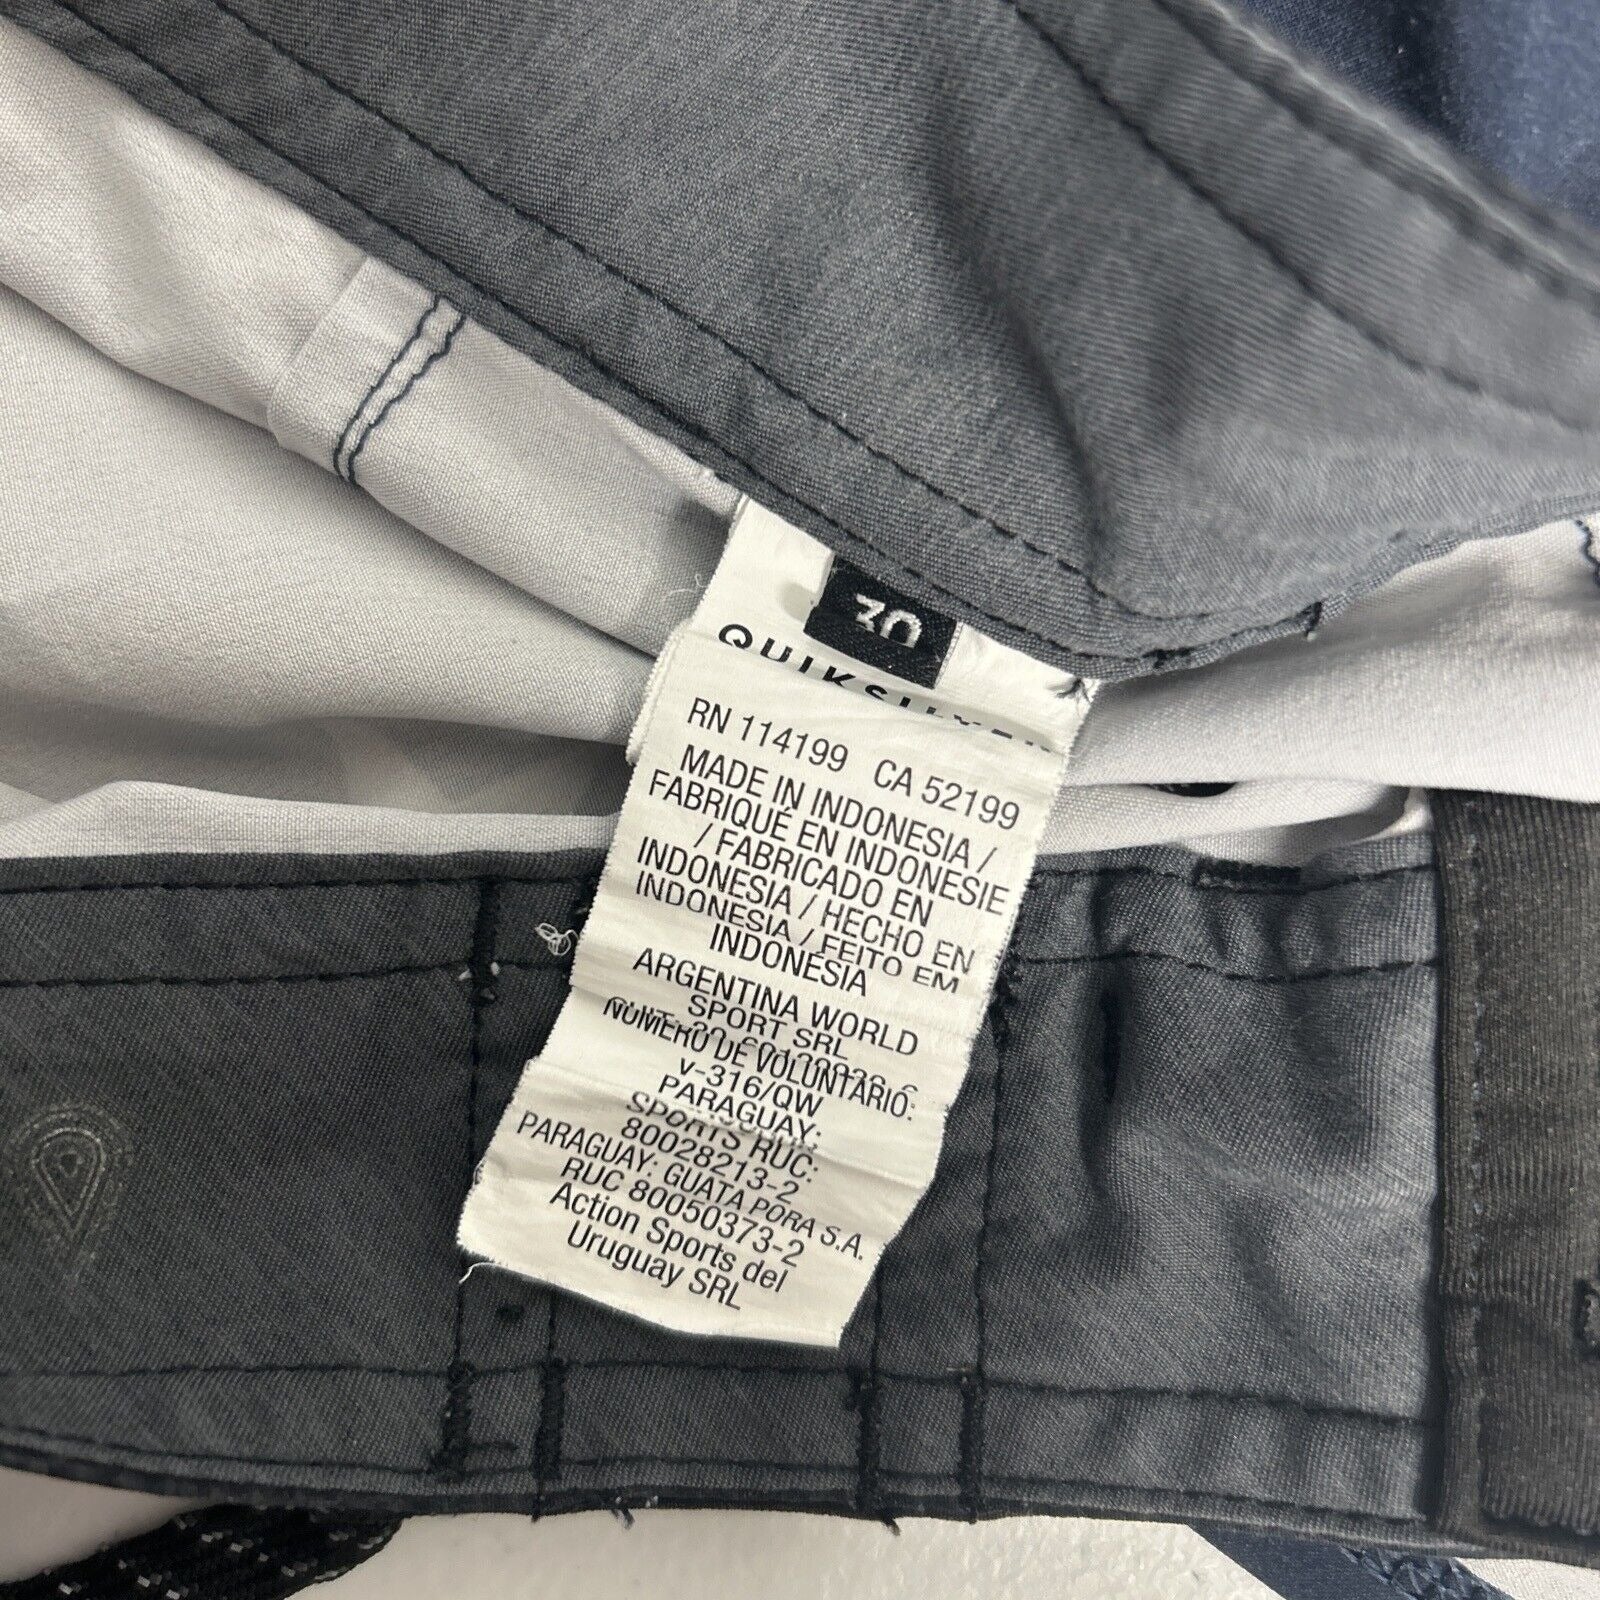 30
QUIKSILVER
RN 114199 CA 52199
MADE IN INDONESIA /
FABRIQUÉ EN INDONESIE
/ FABRICADO EN
INDONESIA / HECHO EN
INDONESIA / FEITO EM
INDONESIA
ARGENTINA WORLD
SPORT SRL
NÚMERO DE VOLUNTARIO:
v-316/QW
PARAGUAY:
SPORTS RUC:
80028213-2
PARAGUAY: GUATA PORA S.A.
RUC 80050373-2
Action Sports del
Uruguay SRL